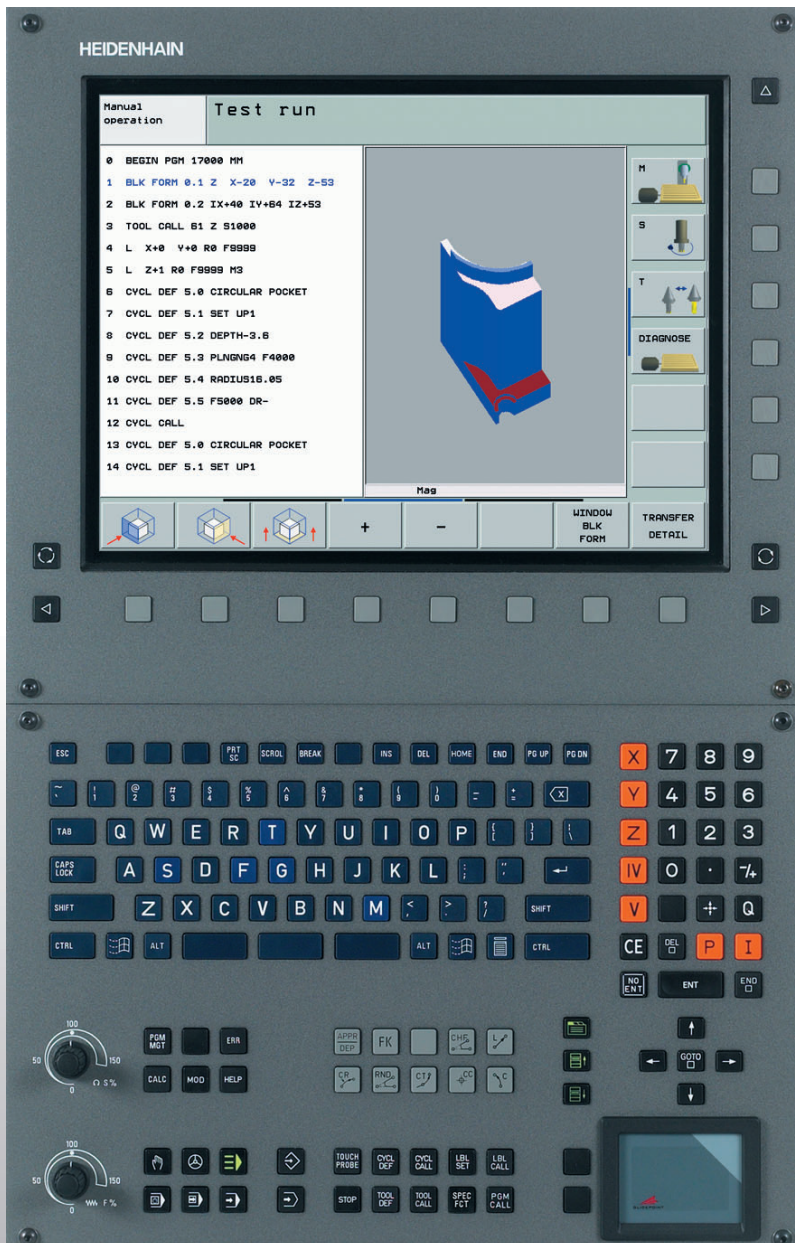 HEIDENHAIN
Manual operation
Test run
0 BEGIN PGM 17000 MM
1 BLK FORM 0.1 Z X-20 Y-32 Z-53
2 BLK FORM 0.2 IX+40 IY+64 IZ+53
3 TOOL CALL 61 Z S1000
4 L X+0 Y+0 R0 F9999
5 L Z+1 R0 F9999 M3
6 CYCL DEF 5.0 CIRCULAR POCKET
7 CYCL DEF 5.1 SET UP1
8 CYCL DEF 5.2 DEPTH-3.6
9 CYCL DEF 5.3 PLNGNG4 F4000
10 CYCL DEF 5.4 RADIUS16.05
11 CYCL DEF 5.5 F5000 DR-
12 CYCL CALL
13 CYCL DEF 5.0 CIRCULAR POCKET
14 CYCL DEF 5.1 SET UP1
M
S
T
DIAGNOSE
Mag
+ -
WINDOW BLK FORM
TRANSFER DETAIL
ESC PRT SC SCROL BREAK INS DEL HOME END PG UP PG DN
X 7 8 9
~ ` ! 1 @ 2 # 3 $ 4 % 5 ^ 6 & 7 * 8 ( 9 ) 0 _ - + = X
Y 4 5 6
TAB Q W E R T Y U I O P { [ } ] | \
Z 1 2 3
CAPS LOCK A S D F G H J K L : ; " '
IV 0 . -/+
SHIFT Z X C V B N M < , > . ? / SHIFT
V Q
CTRL ALT ALT CTRL
CE DEL P I
NO ENT ENT END
100
50 150
0 S %
PGM MGT ERR
CALC MOD HELP
APPR DEP FK CHF L
CR RND CT CC C
GOTO
100
50 150
0 F %
TOUCH PROBE CYCL DEF CYCL CALL LBL SET LBL CALL
STOP TOOL DEF TOOL CALL SPEC FCT PGM CALL